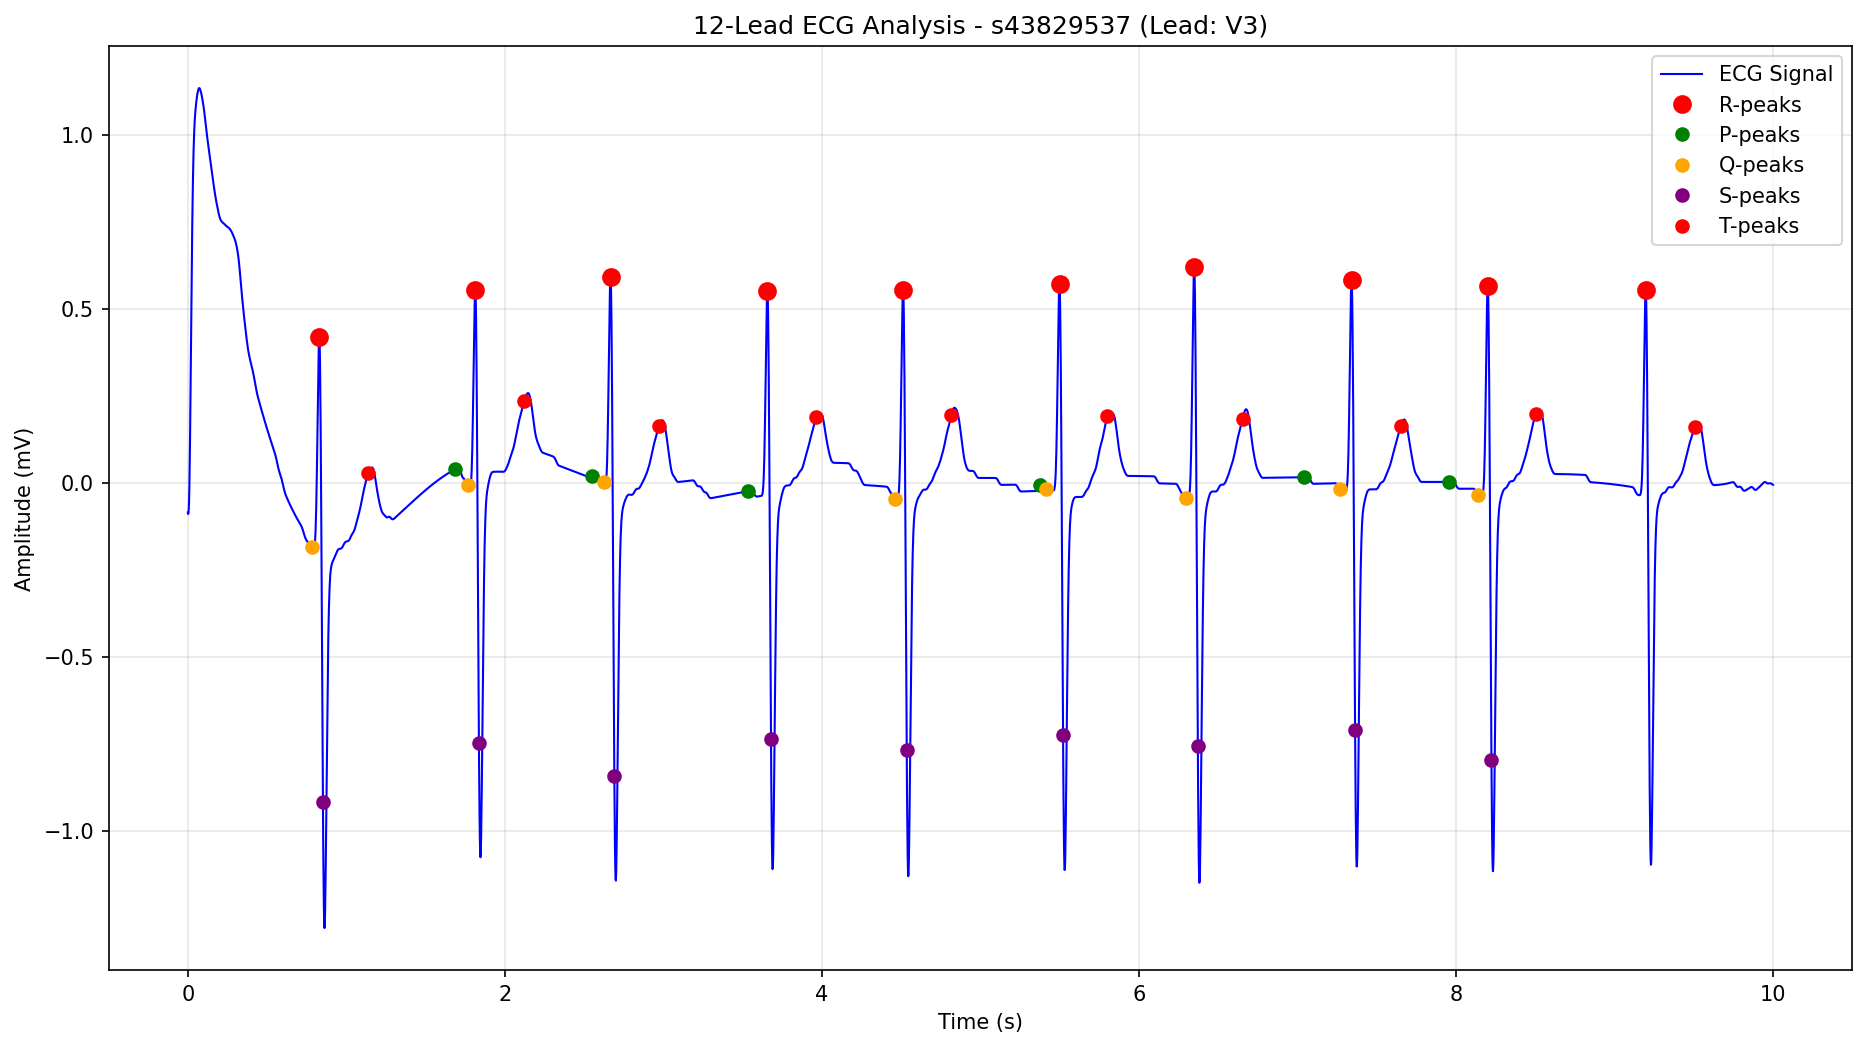 12-Lead ECG Analysis - s43829537 (Lead: V3)
ECG Signal
R-peaks
P-peaks
Q-peaks
S-peaks
T-peaks
Amplitude (mV)
1.0
0.5
0.0
−0.5
−1.0
0
2
4
6
8
10
Time (s)